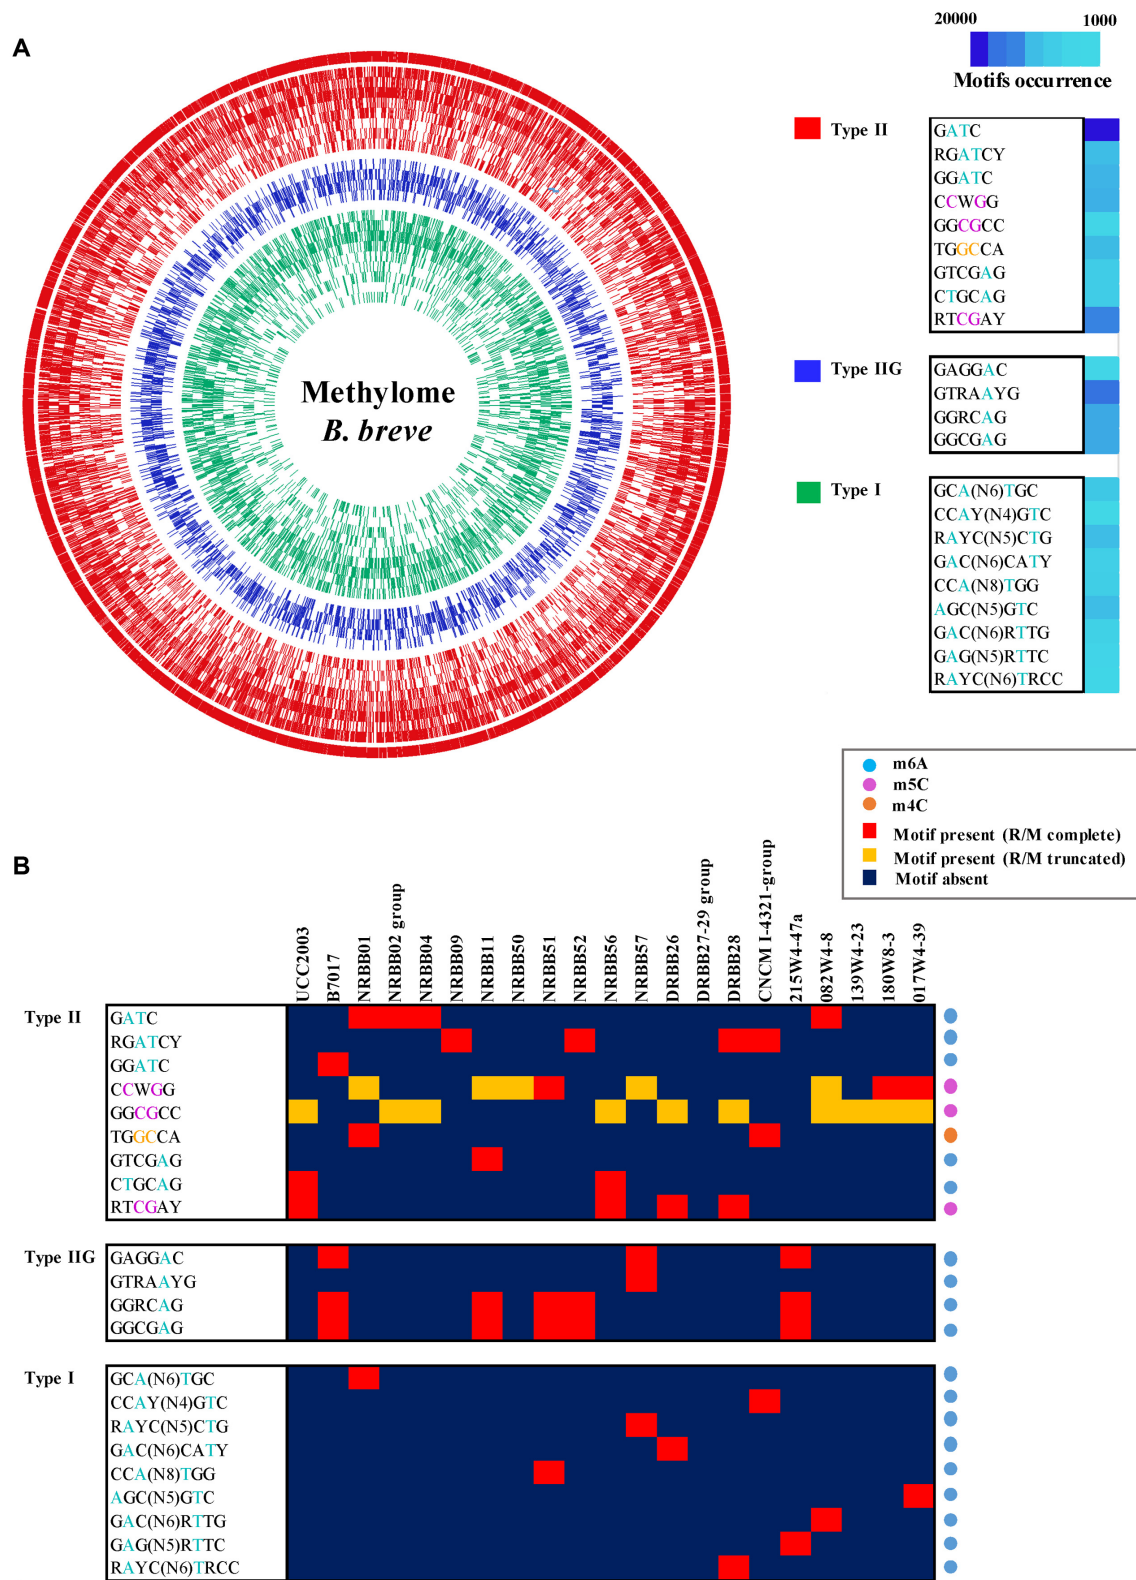 A
20000
1000
Motifs occurrence
Type II
GATC
RGATCY
GGATC
CCWGG
GGCGCC
TGGCCA
GTCGAG
CTGCAG
RTCGAY
Type IIG
GAGGAC
GTRAAYG
GGRCAG
GGCGAG
Type I
GCA(N6)TGC
CCAY(N4)GTC
RAYC(N5)CTG
GAC(N6)CATY
CCA(N8)TGG
AGC(N5)GTC
GAC(N6)RTTG
GAG(N5)RTTC
RAYC(N6)TRCC
Methylome
B. breve
m6A
m5C
m4C
Motif present (R/M complete)
Motif present (R/M truncated)
Motif absent
B
UCC2003
B7017
NRBB01
NRBB02 group
NRBB04
NRBB09
NRBB11
NRBB50
NRBB51
NRBB52
NRBB56
NRBB57
DRBB26
DRBB27-29 group
DRBB28
CNCM I-4321-group
215W4-47a
082W4-8
139W4-23
180W8-3
017W4-39
Type II
GATC
RGATCY
GGATC
CCWGG
GGCGCC
TGGCCA
GTCGAG
CTGCAG
RTCGAY
Type IIG
GAGGAC
GTRAAYG
GGRCAG
GGCGAG
Type I
GCA(N6)TGC
CCAY(N4)GTC
RAYC(N5)CTG
GAC(N6)CATY
CCA(N8)TGG
AGC(N5)GTC
GAC(N6)RTTG
GAG(N5)RTTC
RAYC(N6)TRCC